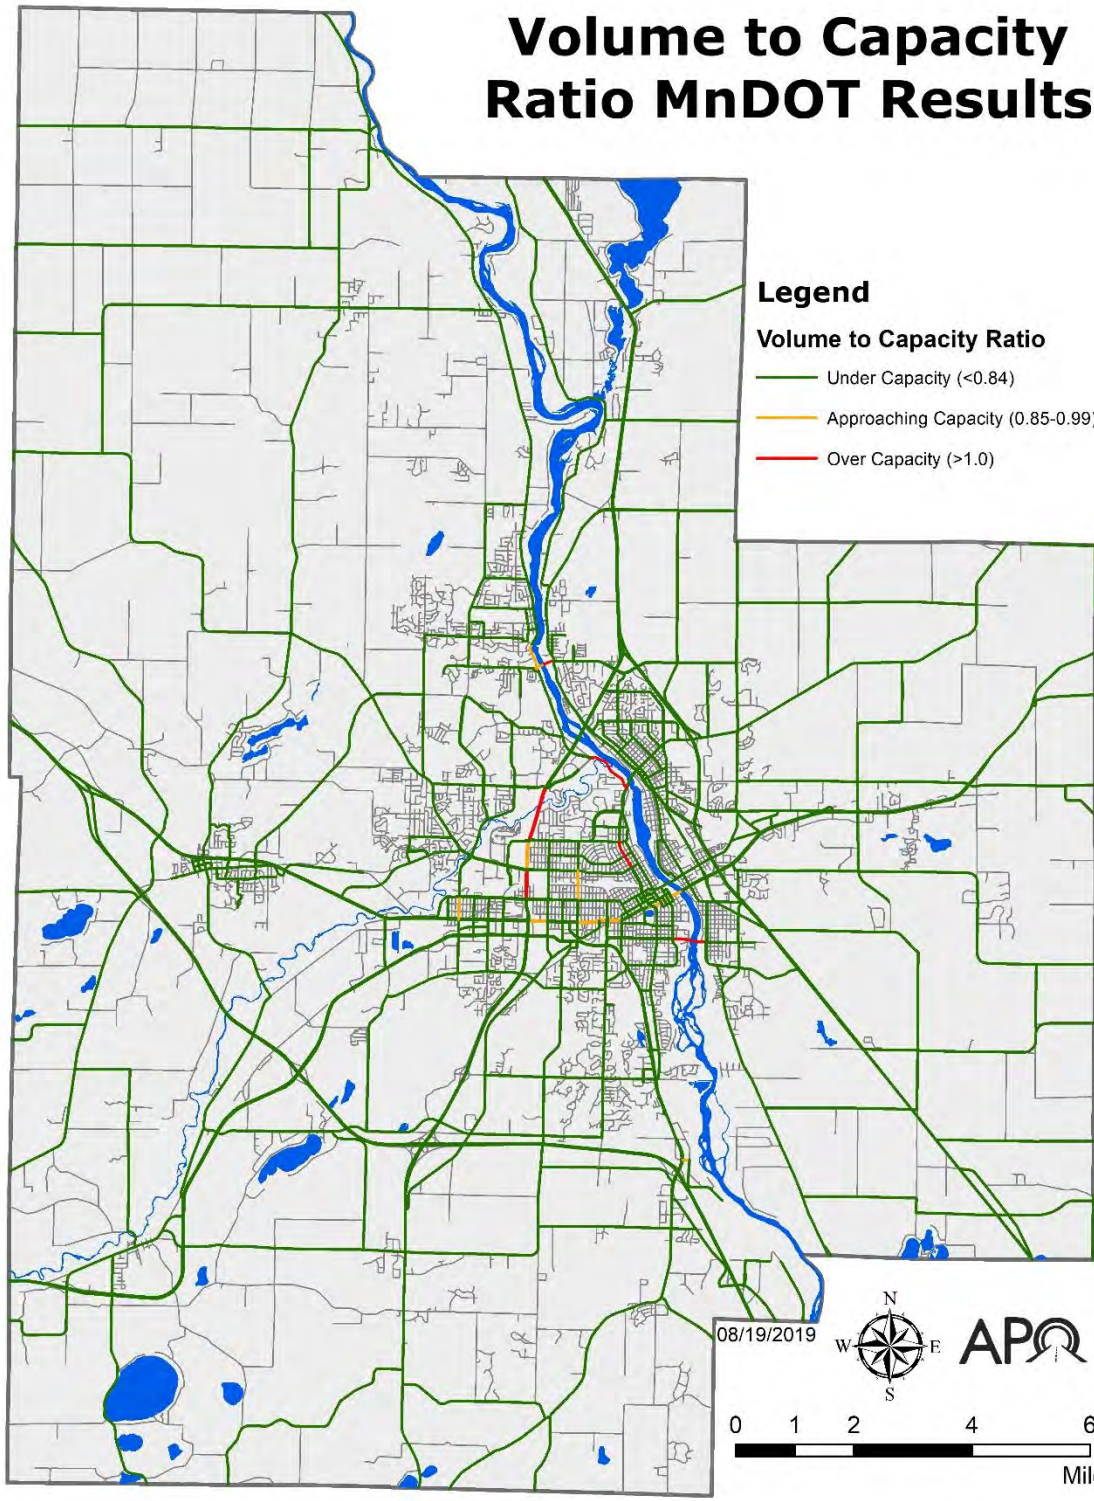 Volume to Capacity
Ratio MnDOT Results
Legend
Volume to Capacity Ratio
Under Capacity (<0.84)
Approaching Capacity (0.85-0.99)
Over Capacity (>1.0)
08/19/2019
N
W E
S
APO
0 1 2 4 6
Mil